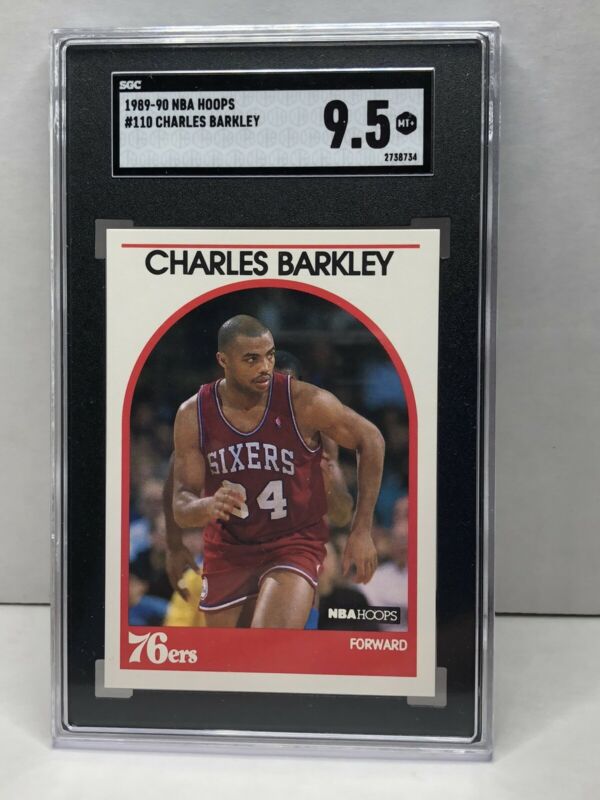 SGC
1989-90 NBA HOOPS
#110 CHARLES BARKLEY
9.5 MT+
2738734
CHARLES BARKLEY
SIXERS
34
NBA HOOPS
76ers
FORWARD